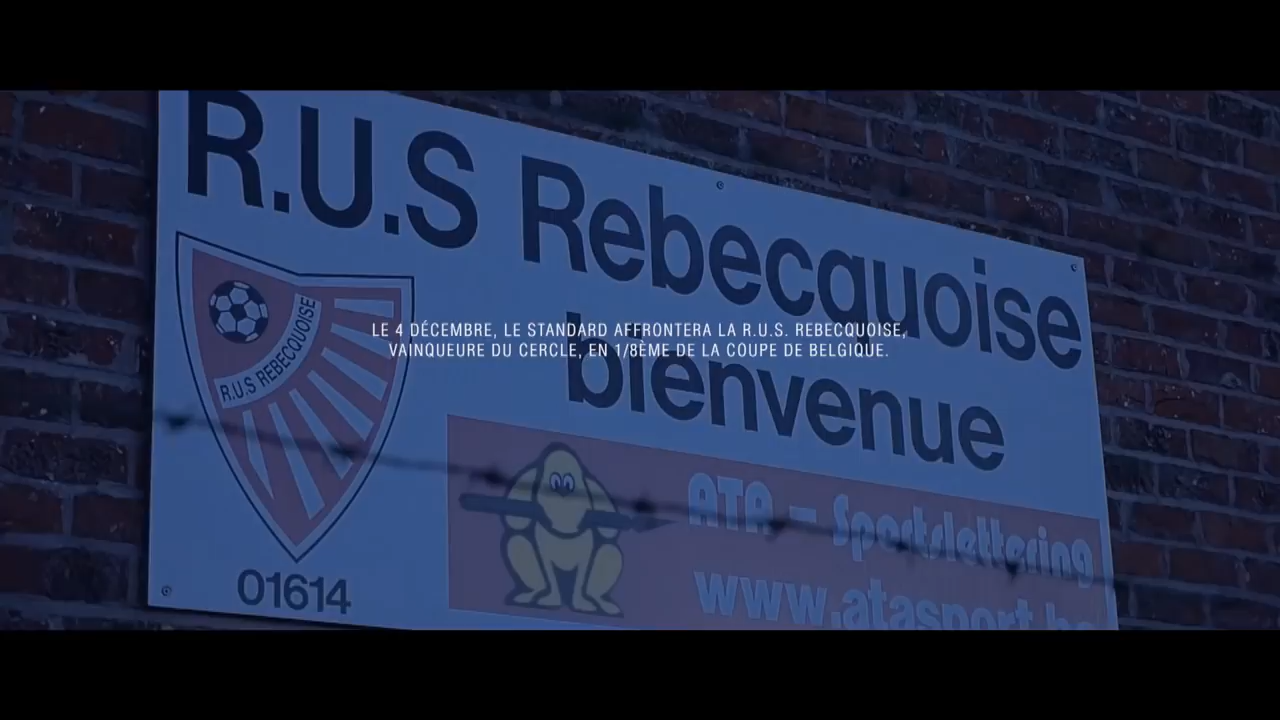 R.U.S Rebecquoise
bienvenue
LE 4 DÉCEMBRE, LE STANDARD AFFRONTERA LA R.U.S. REBECQUOISE,
VAINQUEURE DU CERCLE, EN 1/8ÈME DE LA COUPE DE BELGIQUE.
R.U.S REBECQUOISE
01614
ATA - Sportslettering
www.atasport.be